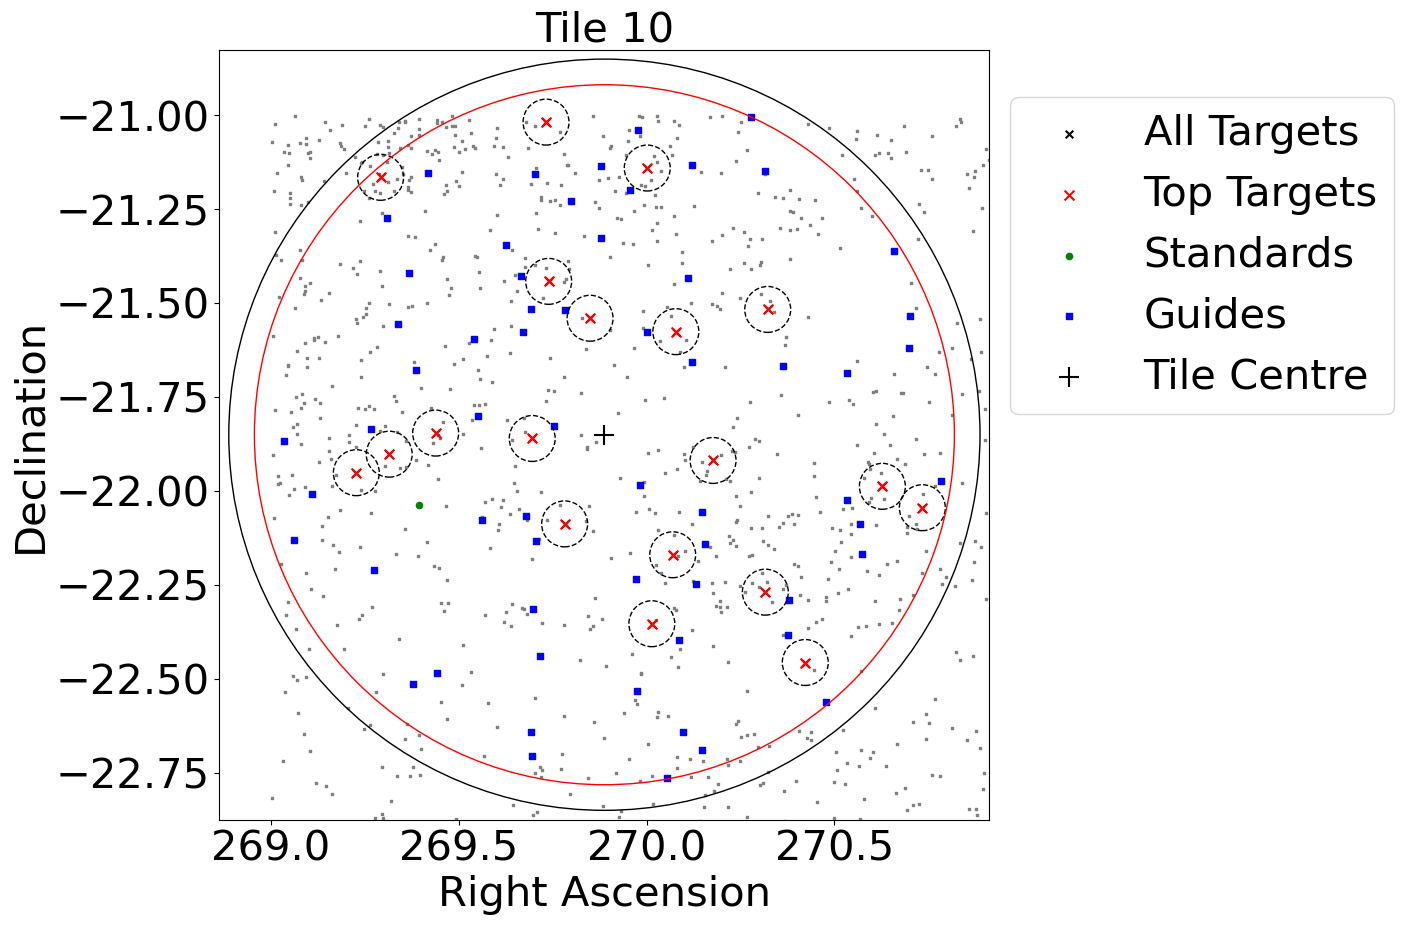 Tile 10
−21.00
−21.25
−21.50
−21.75
−22.00
−22.25
−22.50
−22.75
Declination
269.0
269.5
270.0
270.5
Right Ascension
All Targets
Top Targets
Standards
Guides
Tile Centre